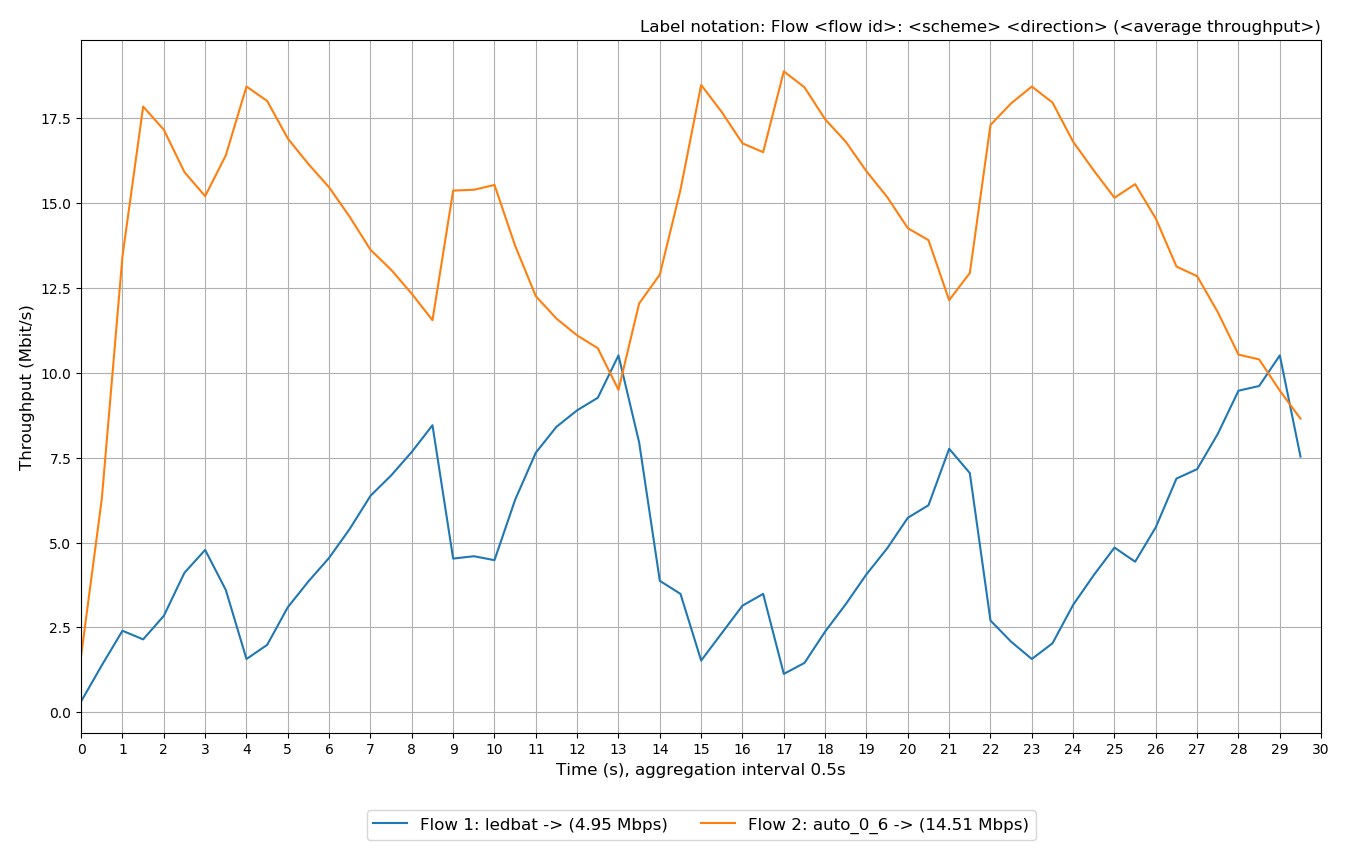 Label notation: Flow <flow id>: <scheme> <direction> (<average throughput>)
Throughput (Mbit/s)
17.5
15.0
12.5
10.0
7.5
5.0
2.5
0.0
0 1 2 3 4 5 6 7 8 9 10 11 12 13 14 15 16 17 18 19 20 21 22 23 24 25 26 27 28 29 30
Time (s), aggregation interval 0.5s
Flow 1: ledbat -> (4.95 Mbps) Flow 2: auto_0_6 -> (14.51 Mbps)